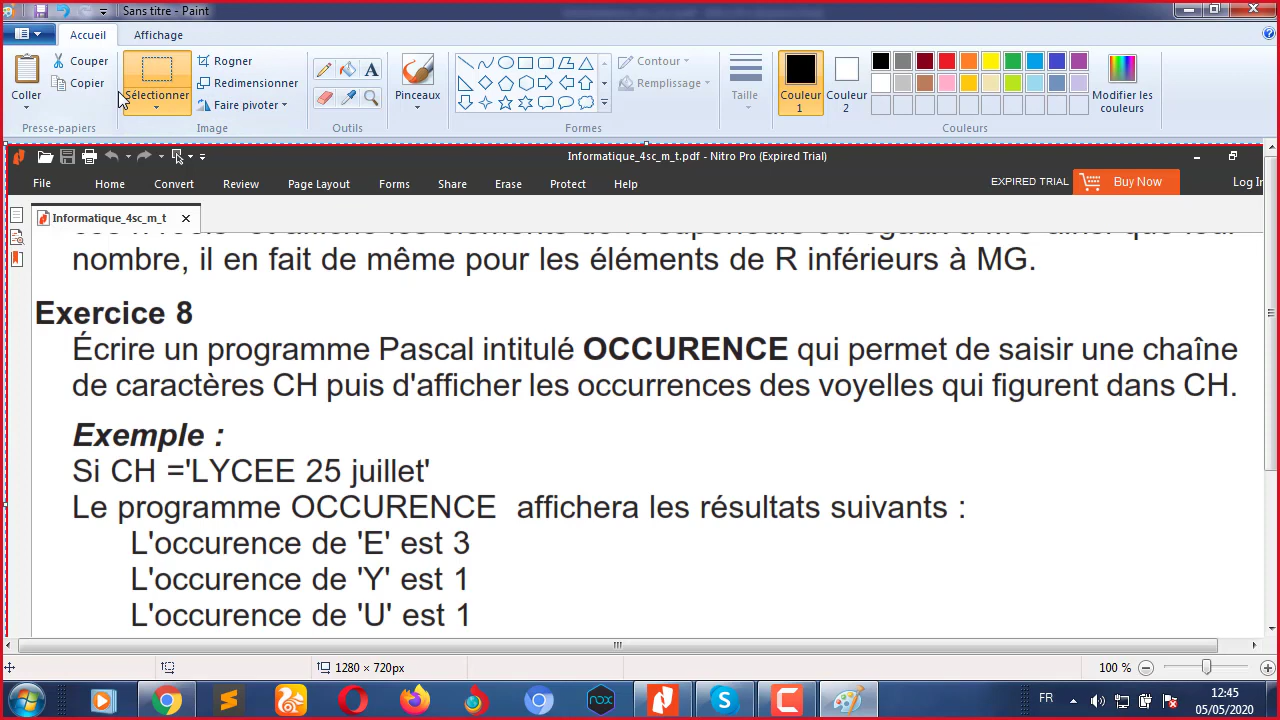 Sans titre - Paint
Accueil Affichage
Coller
Couper
Copier
Presse-papiers
Sélectionner
Rogner
Redimensionner
Faire pivoter
Image
Outils
Pinceaux
Contour
Remplissage
Formes
Taille
Couleur 1
Couleur 2
Modifier les couleurs
Couleurs
Informatique_4sc_m_t.pdf - Nitro Pro (Expired Trial)
File Home Convert Review Page Layout Forms Share Erase Protect Help EXPIRED TRIAL Buy Now Log In
Informatique_4sc_m_t
nombre, il en fait de même pour les éléments de R inférieurs à MG.
Exercice 8
Écrire un programme Pascal intitulé OCCURENCE qui permet de saisir une chaîne
de caractères CH puis d'afficher les occurrences des voyelles qui figurent dans CH.
Exemple :
Si CH ='LYCEE 25 juillet'
Le programme OCCURENCE affichera les résultats suivants :
L'occurence de 'E' est 3
L'occurence de 'Y' est 1
L'occurence de 'U' est 1
1280 × 720px
100 %
FR
12:45
05/05/2020